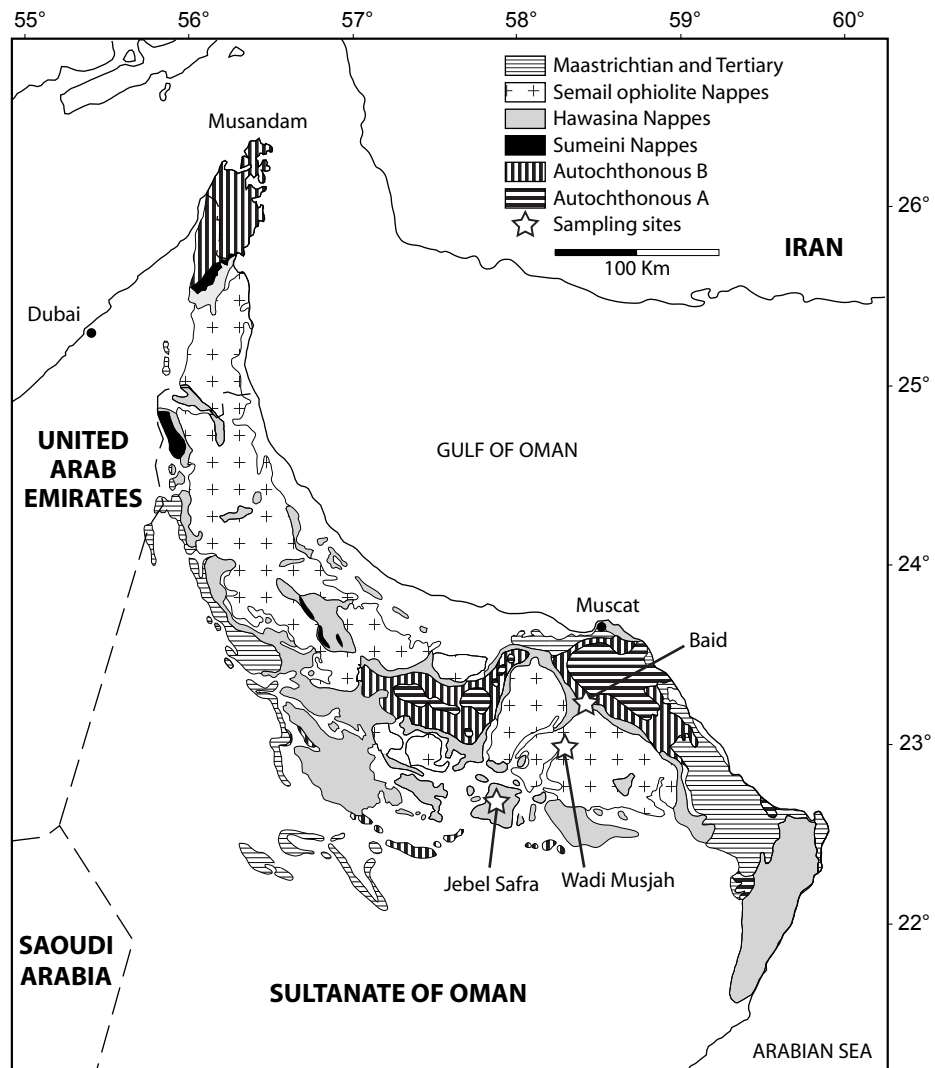 55°
56°
57°
58°
59°
60°
Maastrichtian and Tertiary
Semail ophiolite Nappes
Hawasina Nappes
Sumeini Nappes
Autochthonous B
Autochthonous A
Sampling sites
100 Km
Musandam
26°
IRAN
Dubai
25°
UNITED
ARAB
EMIRATES
GULF OF OMAN
24°
Muscat
Baid
23°
Jebel Safra
Wadi Musjah
22°
SAOUDI
ARABIA
SULTANATE OF OMAN
ARABIAN SEA